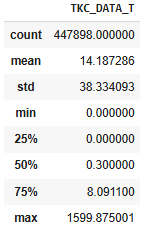 TKC_DATA_T
count 447898.000000
mean 14.187286
std 38.334093
min 0.000000
25% 0.000000
50% 0.300000
75% 8.091100
max 1599.875001